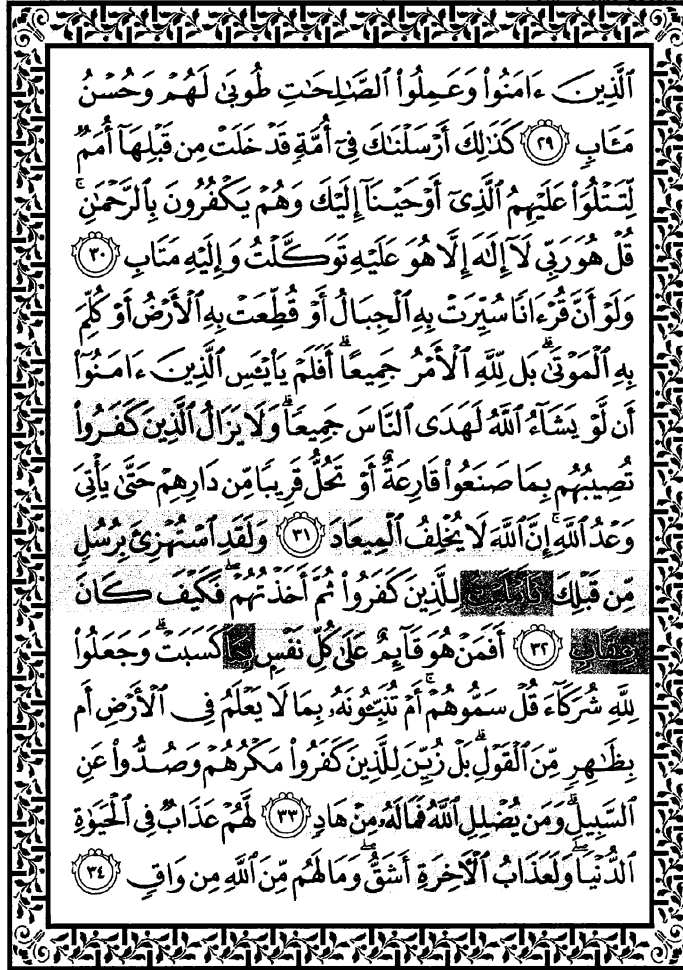 ٱلَّذِينَ ءَامَنُوا۟ وَعَمِلُوا۟ ٱلصَّـٰلِحَـٰتِ طُوبَىٰ لَهُمْ وَحُسْنُ
مَـَٔابٍ ٢٩ كَذَٰلِكَ أَرْسَلْنَـٰكَ فِىٓ أُمَّةٍ قَدْ خَلَتْ مِن قَبْلِهَآ أُمَمٌ
لِّتَتْلُوَا۟ عَلَيْهِمُ ٱلَّذِىٓ أَوْحَيْنَآ إِلَيْكَ وَهُمْ يَكْفُرُونَ بِٱلرَّحْمَـٰنِ ۚ
قُلْ هُوَ رَبِّى لَآ إِلَـٰهَ إِلَّا هُوَ عَلَيْهِ تَوَكَّلْتُ وَإِلَيْهِ مَتَابِ ٣٠
وَلَوْ أَنَّ قُرْءَانًا سُيِّرَتْ بِهِ ٱلْجِبَالُ أَوْ قُطِّعَتْ بِهِ ٱلْأَرْضُ أَوْ كُلِّمَ
بِهِ ٱلْمَوْتَىٰ ۗ بَل لِّلَّهِ ٱلْأَمْرُ جَمِيعًا ۗ أَفَلَمْ يَا۟يْـَٔسِ ٱلَّذِينَ ءَامَنُوٓا۟
أَن لَّوْ يَشَآءُ ٱللَّهُ لَهَدَى ٱلنَّاسَ جَمِيعًا ۗ وَلَا يَزَالُ ٱلَّذِينَ كَفَرُوا۟
تُصِيبُهُم بِمَا صَنَعُوا۟ قَارِعَةٌ أَوْ تَحُلُّ قَرِيبًا مِّن دَارِهِمْ حَتَّىٰ يَأْتِىَ
وَعْدُ ٱللَّهِ ۚ إِنَّ ٱللَّهَ لَا يُخْلِفُ ٱلْمِيعَادَ ٣١ وَلَقَدِ ٱسْتُهْزِئَ بِرُسُلٍ
مِّن قَبْلِكَ فَأَمْلَيْتُ لِلَّذِينَ كَفَرُوا۟ ثُمَّ أَخَذْتُهُمْ ۖ فَكَيْفَ كَانَ
عِقَابِ ٣٢ أَفَمَنْ هُوَ قَآئِمٌ عَلَىٰ كُلِّ نَفْسٍۭ بِمَا كَسَبَتْ ۗ وَجَعَلُوا۟
لِلَّهِ شُرَكَآءَ قُلْ سَمُّوهُمْ ۚ أَمْ تُنَبِّـُٔونَهُۥ بِمَا لَا يَعْلَمُ فِى ٱلْأَرْضِ أَم
بِظَـٰهِرٍ مِّنَ ٱلْقَوْلِ ۗ بَلْ زُيِّنَ لِلَّذِينَ كَفَرُوا۟ مَكْرُهُمْ وَصُدُّوا۟ عَنِ
ٱلسَّبِيلِ ۗ وَمَن يُضْلِلِ ٱللَّهُ فَمَا لَهُۥ مِنْ هَادٍ ٣٣ لَّهُمْ عَذَابٌ فِى ٱلْحَيَوٰةِ
ٱلدُّنْيَا ۖ وَلَعَذَابُ ٱلْـَٔاخِرَةِ أَشَقُّ ۖ وَمَا لَهُم مِّنَ ٱللَّهِ مِن وَاقٍ ٣٤